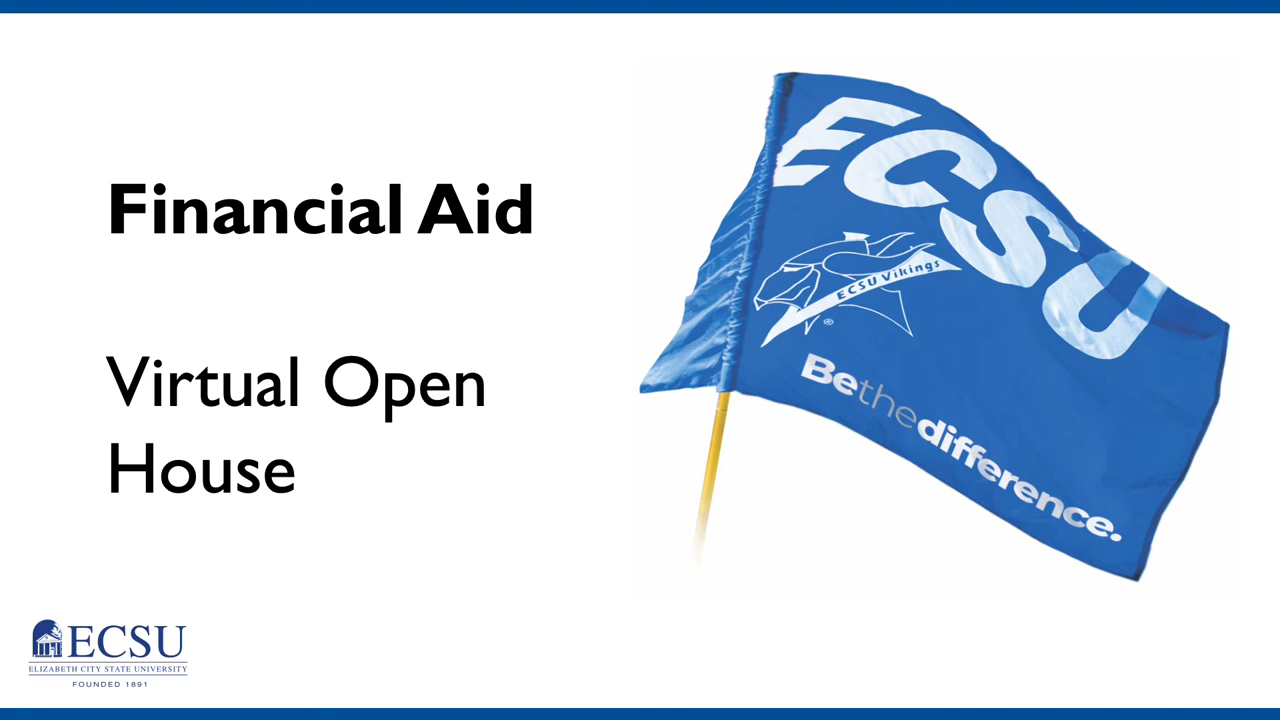 Financial Aid
Virtual Open
House
ECSU
ECSU Vikings
®
Bethedifference.
ECSU
ELIZABETH CITY STATE UNIVERSITY
FOUNDED 1891